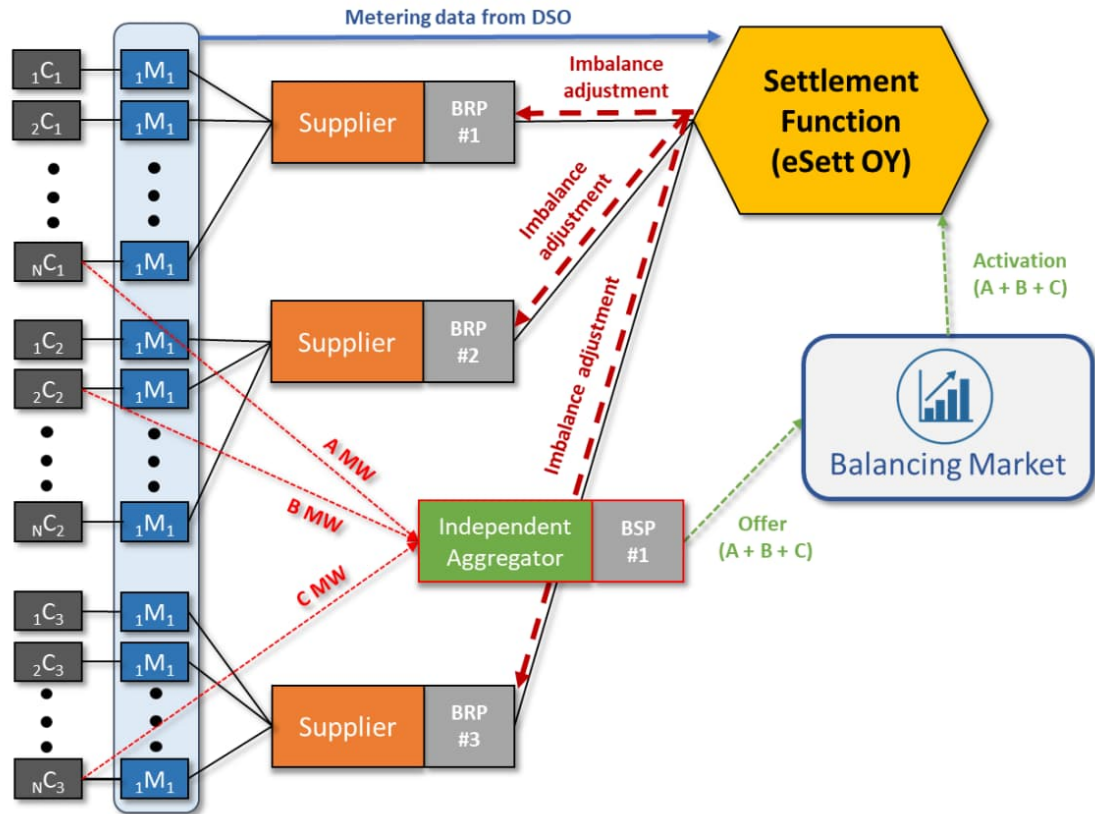 Metering data from DSO
₁C₁
₁M₁
₂C₁
₁M₁
ₙC₁
₁M₁
Supplier
BRP
#1
Imbalance
adjustment
Settlement
Function
(eSett OY)
Imbalance
adjustment
Imbalance adjustment
Activation
(A + B + C)
₁C₂
₁M₁
₂C₂
₁M₁
ₙC₂
₁M₁
Supplier
BRP
#2
Balancing Market
A MW
B MW
C MW
Independent
Aggregator
BSP
#1
Offer
(A + B + C)
₁C₃
₁M₁
₂C₃
₁M₁
ₙC₃
₁M₁
Supplier
BRP
#3